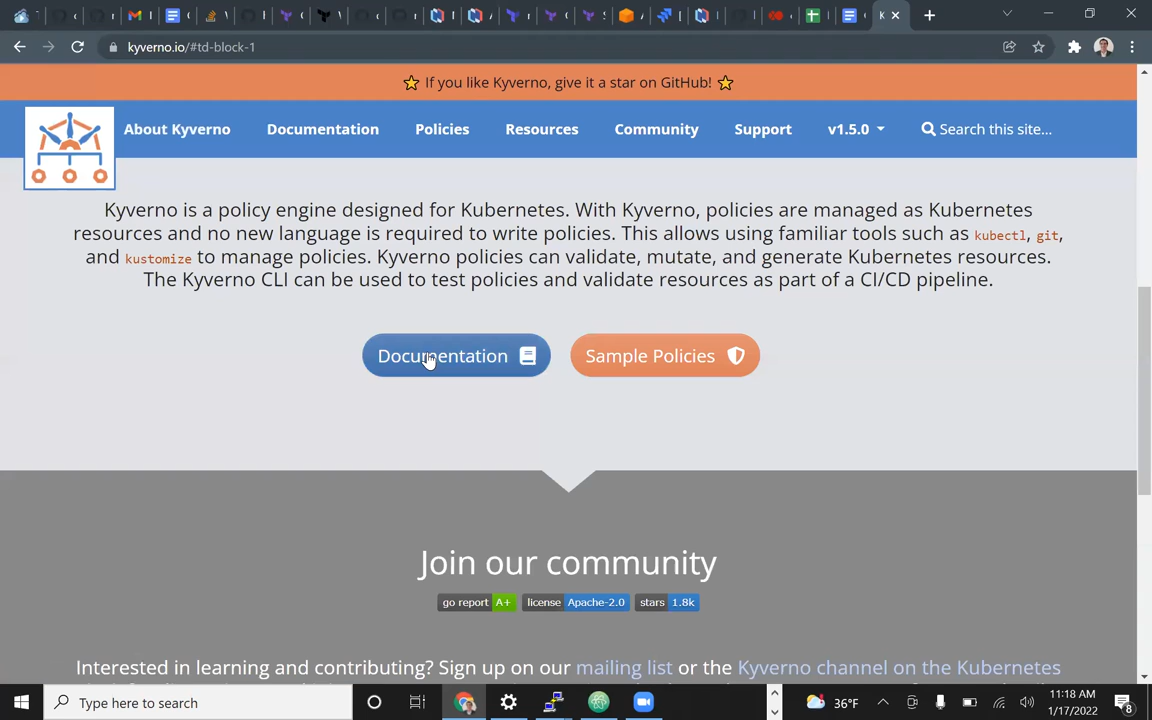 kyverno.io/#td-block-1
If you like Kyverno, give it a star on GitHub!
About Kyverno Documentation Policies Resources Community Support v1.5.0 Search this site...
Kyverno is a policy engine designed for Kubernetes. With Kyverno, policies are managed as Kubernetes
resources and no new language is required to write policies. This allows using familiar tools such as kubectl, git,
and kustomize to manage policies. Kyverno policies can validate, mutate, and generate Kubernetes resources.
The Kyverno CLI can be used to test policies and validate resources as part of a CI/CD pipeline.
Documentation Sample Policies
Join our community
go report A+ license Apache-2.0 stars 1.8k
Interested in learning and contributing? Sign up on our mailing list or the Kyverno channel on the Kubernetes
Type here to search
36°F
11:18 AM
1/17/2022
8